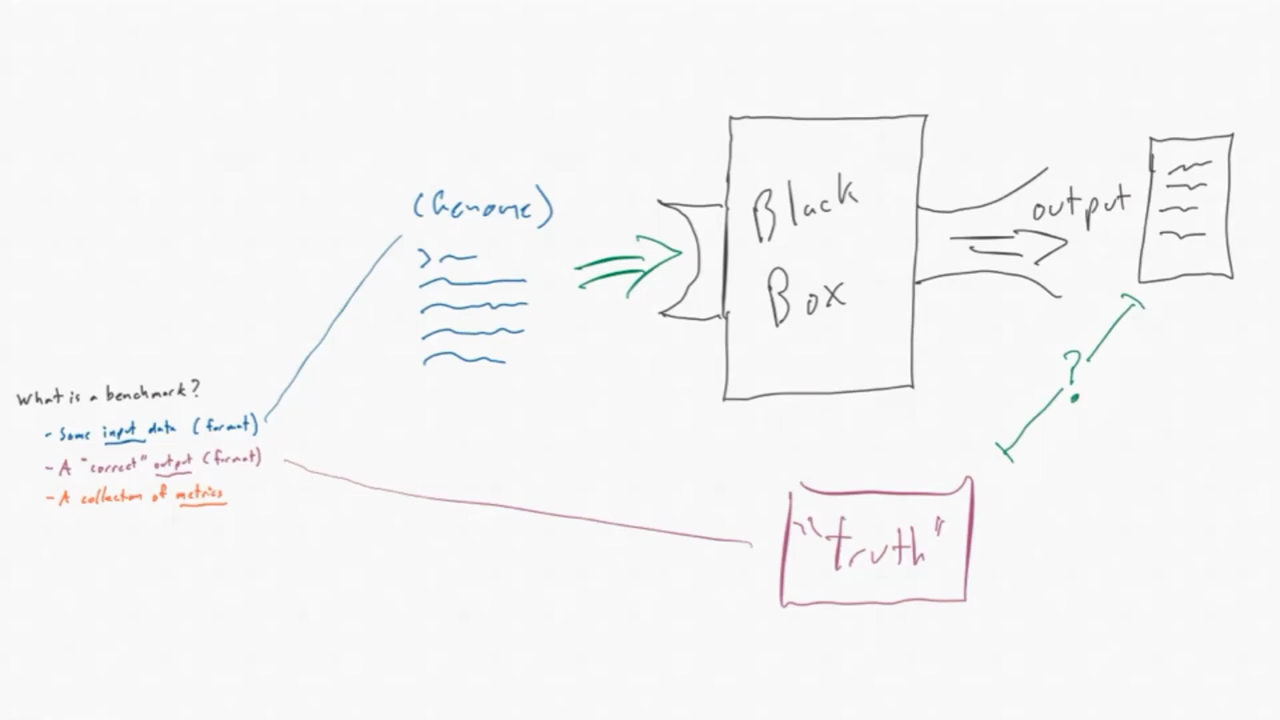 (Genome)
>
Black
Box
output
?
What is a benchmark?
- Some input data (format)
- A "correct" output (format)
- A collection of metrics
"truth"